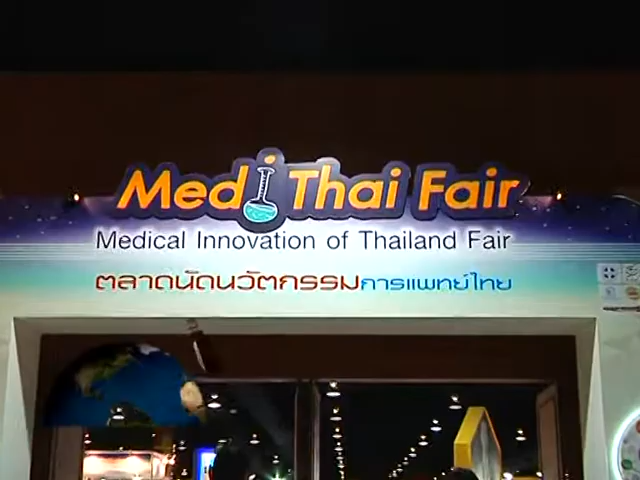 Medi Thai Fair
Medical Innovation of Thailand Fair
ตลาดนัดนวัตกรรมการแพทย์ไทย